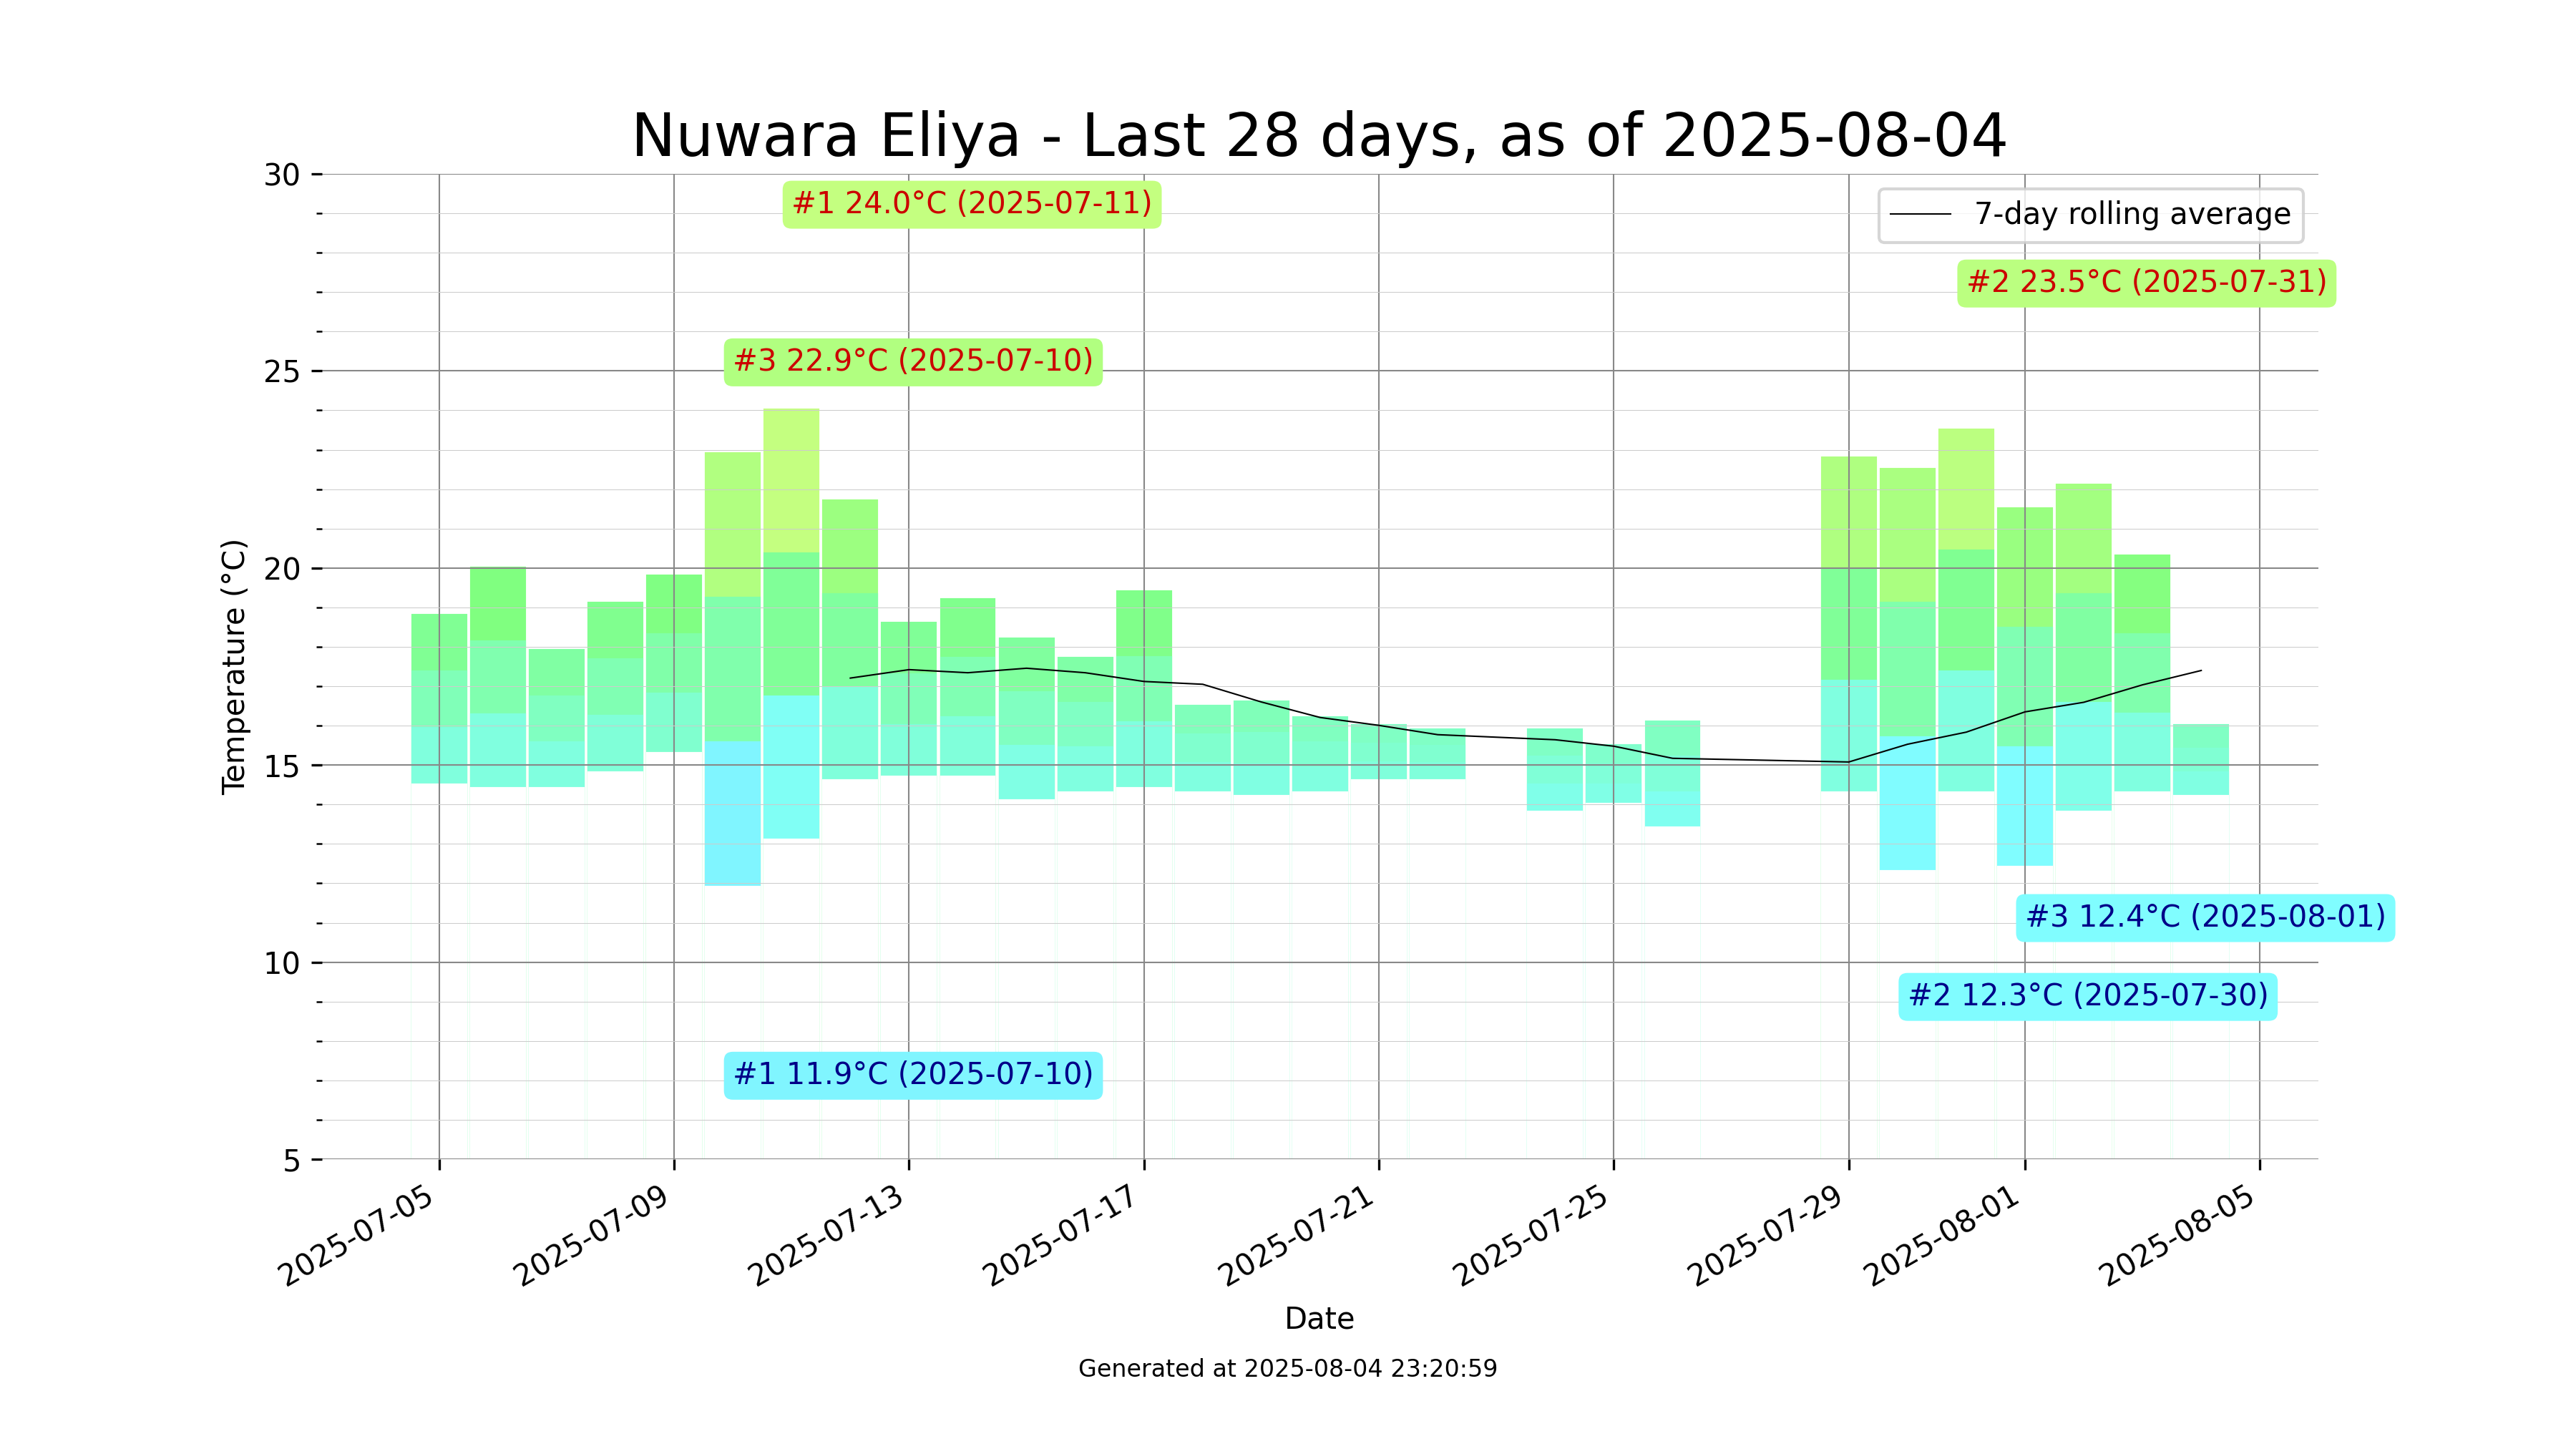 Nuwara Eliya - Last 28 days, as of 2025-08-04
30
#1 24.0°C (2025-07-11)
7-day rolling average
#2 23.5°C (2025-07-31)
#3 22.9°C (2025-07-10)
25
20
Temperature (°C)
15
#3 12.4°C (2025-08-01)
10
#2 12.3°C (2025-07-30)
#1 11.9°C (2025-07-10)
5
2025-07-05
2025-07-09
2025-07-13
2025-07-17
2025-07-21
2025-07-25
2025-07-29
2025-08-01
2025-08-05
Date
Generated at 2025-08-04 23:20:59